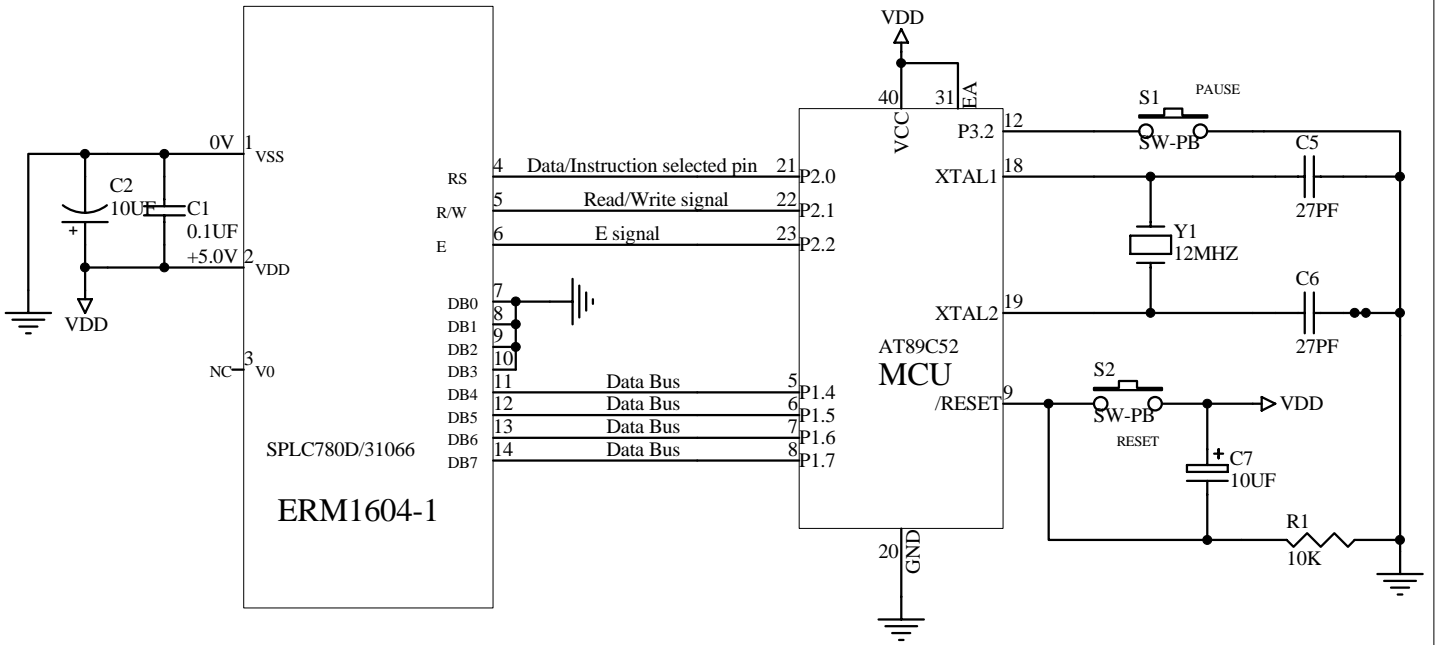 VDD
40
31
EA
VCC
S1
PAUSE
P3.2
12
SW-PB
0V
1
VSS
C2
10UF
C1
0.1UF
+5.0V
2
VDD
VDD
NC
3
V0
RS
4
Data/Instruction selected pin
21
P2.0
R/W
5
Read/Write signal
22
P2.1
E
6
E signal
23
P2.2
XTAL1
18
C5
27PF
Y1
12MHZ
XTAL2
19
C6
27PF
DB0
7
DB1
8
DB2
9
DB3
10
DB4
11
Data Bus
5
P1.4
DB5
12
Data Bus
6
P1.5
DB6
13
Data Bus
7
P1.6
DB7
14
Data Bus
8
P1.7
AT89C52
MCU
/RESET
9
S2
SW-PB
RESET
VDD
+
C7
10UF
R1
10K
SPLC780D/31066
ERM1604-1
20
GND
+